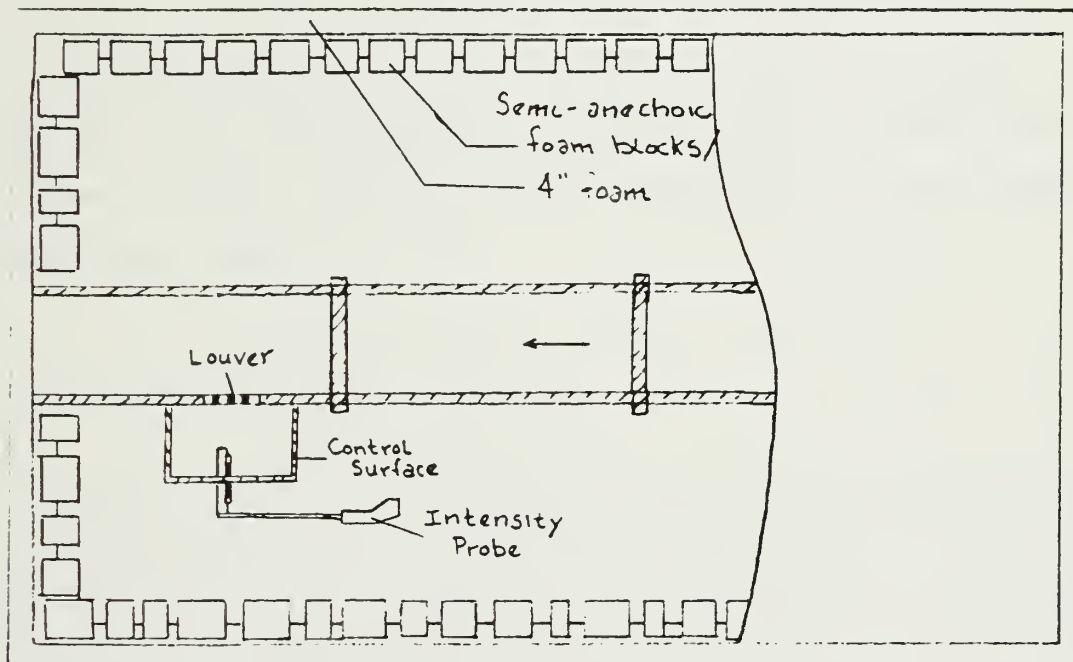 Semi-anechoic
foam blocks
4" foam
Louver
Control
Surface
Intensity
Probe